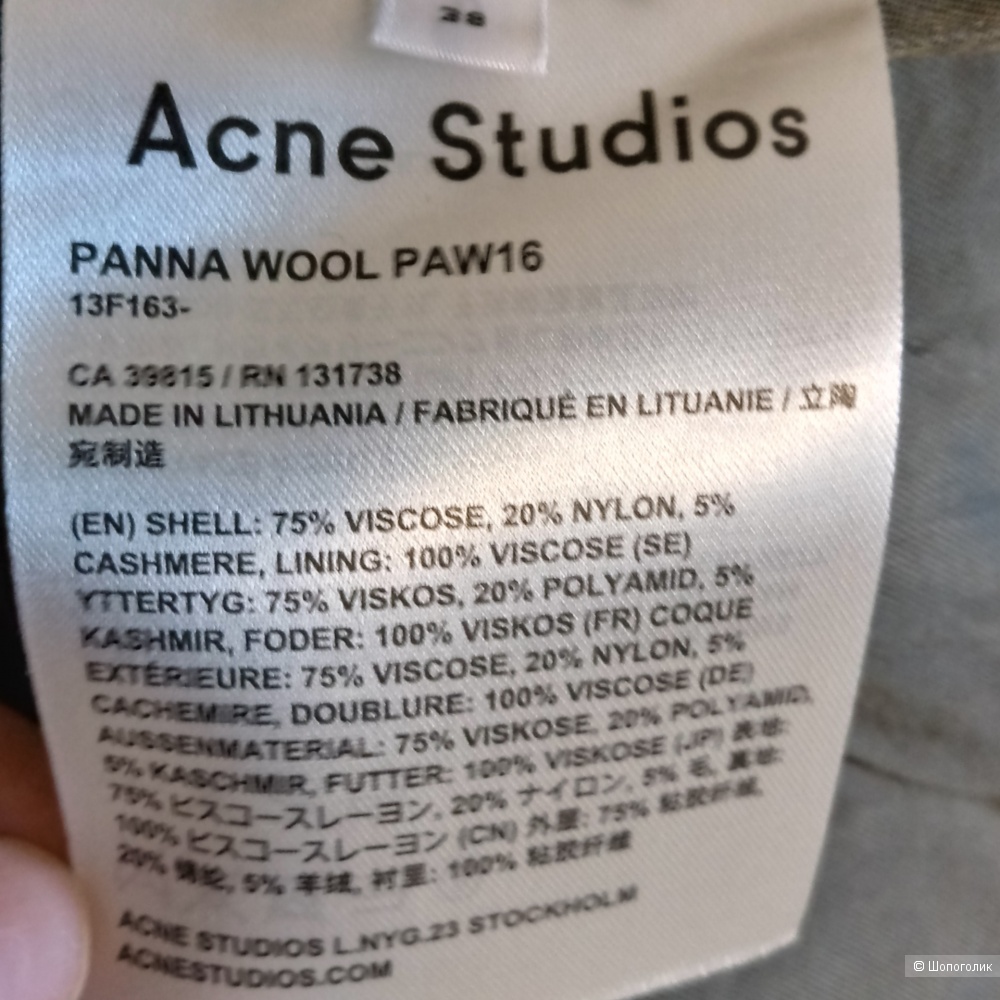 38
Acne Studios
PANNA WOOL PAW16
13F163-
CA 39815 / RN 131738
MADE IN LITHUANIA / FABRIQUÉ EN LITUANIE / 立陶
宛制造
(EN) SHELL: 75% VISCOSE, 20% NYLON, 5%
CASHMERE, LINING: 100% VISCOSE (SE)
YTTERTYG: 75% VISKOS, 20% POLYAMID, 5%
KASHMIR, FODER: 100% VISKOS (FR) COQUE
EXTÉRIEURE: 75% VISCOSE, 20% NYLON, 5%
CACHEMIRE, DOUBLURE: 100% VISCOSE (DE)
AUSSENMATERIAL: 75% VISKOSE, 20% POLYAMID,
5% KASCHMIR, FUTTER: 100% VISKOSE (JP) 表地:
75% ビスコースレーヨン, 20% ナイロン, 5% 毛, 裏地:
100% ビスコースレーヨン (CN) 外层: 75% 粘胶纤维,
20% 锦纶, 5% 羊绒, 衬里: 100% 粘胶纤维
ACNE STUDIOS L.NYG.23 STOCKHOLM
ACNESTUDIOS.COM
© Шопоголик